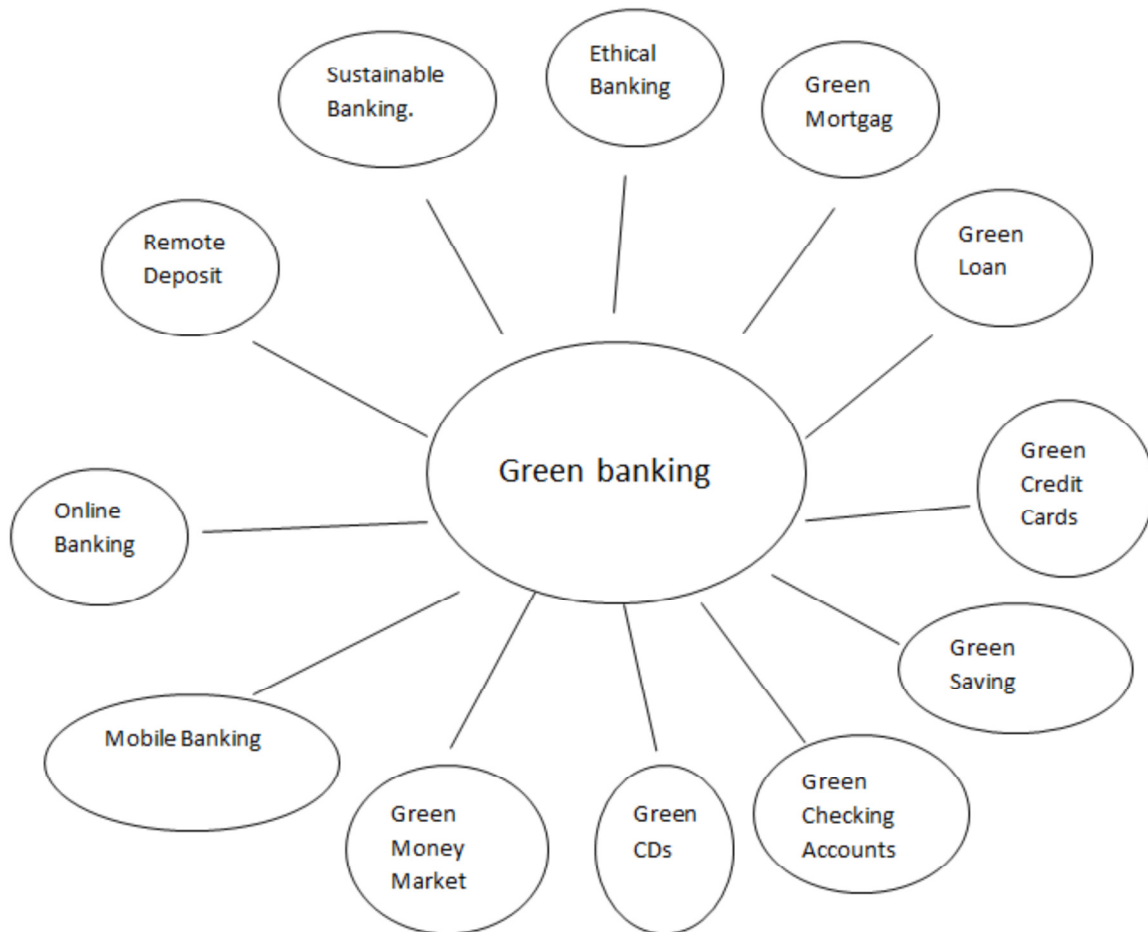 Sustainable
Banking.
Ethical
Banking
Green
Mortgag
Remote
Deposit
Green
Loan
Green banking
Green
Credit
Cards
Online
Banking
Green
Saving
Mobile Banking
Green
Money
Market
Green
CDs
Green
Checking
Accounts